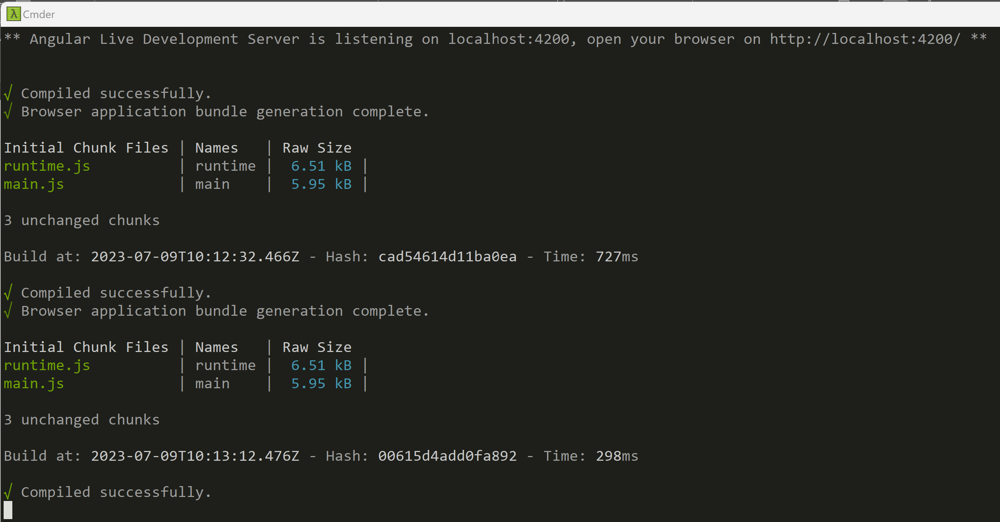 Cmder
** Angular Live Development Server is listening on localhost:4200, open your browser on http://localhost:4200/ **
√ Compiled successfully.
√ Browser application bundle generation complete.
Initial Chunk Files | Names   | Raw Size
runtime.js          | runtime |  6.51 kB |
main.js             | main    |  5.95 kB |
3 unchanged chunks
Build at: 2023-07-09T10:12:32.466Z - Hash: cad54614d11ba0ea - Time: 727ms
√ Compiled successfully.
√ Browser application bundle generation complete.
Initial Chunk Files | Names   | Raw Size
runtime.js          | runtime |  6.51 kB |
main.js             | main    |  5.95 kB |
3 unchanged chunks
Build at: 2023-07-09T10:13:12.476Z - Hash: 00615d4add0fa892 - Time: 298ms
√ Compiled successfully.